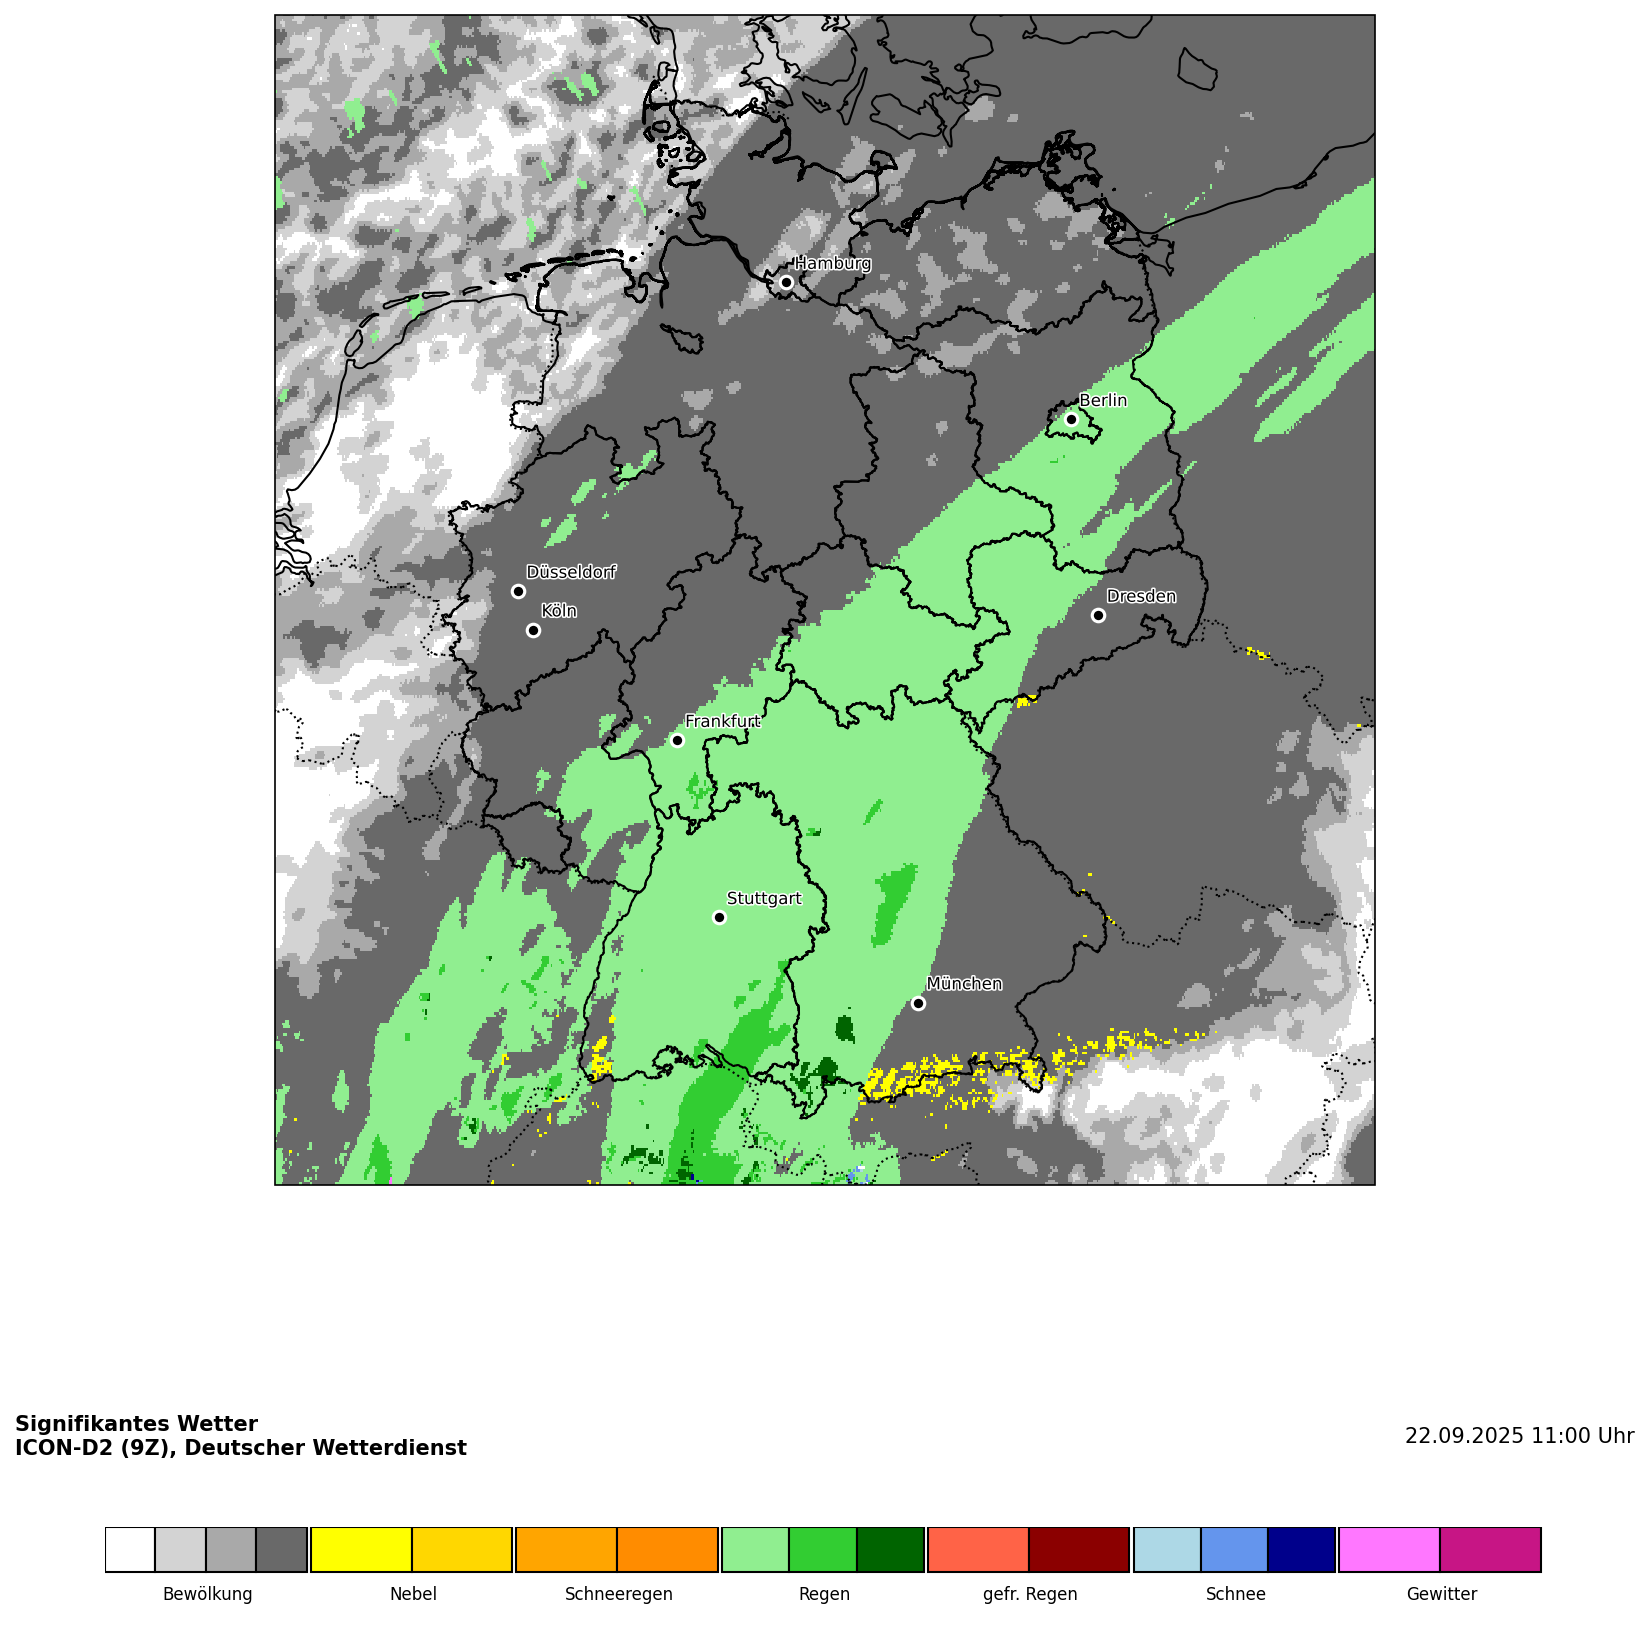 Hamburg
Berlin
Düsseldorf
Köln
Dresden
Frankfurt
Stuttgart
München
Signifikantes Wetter
ICON-D2 (9Z), Deutscher Wetterdienst
22.09.2025 11:00 Uhr
Bewölkung Nebel Schneeregen Regen gefr. Regen Schnee Gewitter